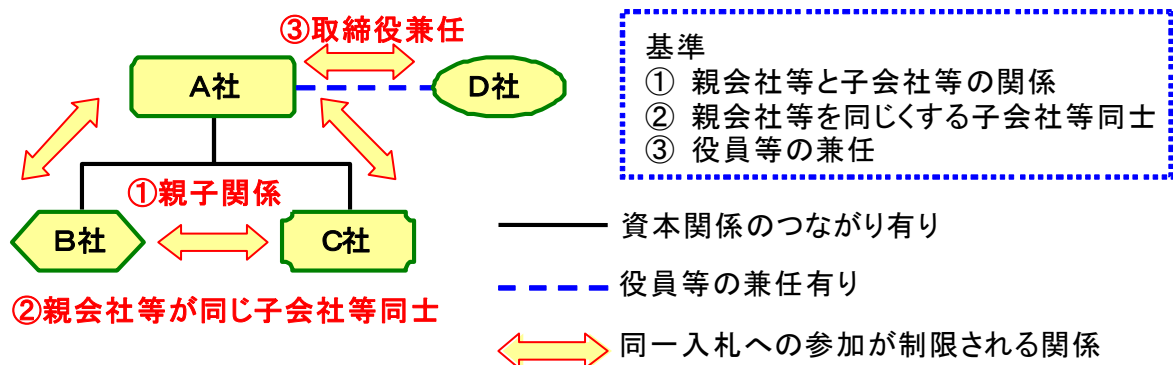 ③取締役兼任
A社
D社
①親子関係
B社
C社
②親会社等が同じ子会社等同士
基準
① 親会社等と子会社等の関係
② 親会社等を同じくする子会社等同士
③ 役員等の兼任
資本関係のつながり有り
役員等の兼任有り
同一入札への参加が制限される関係